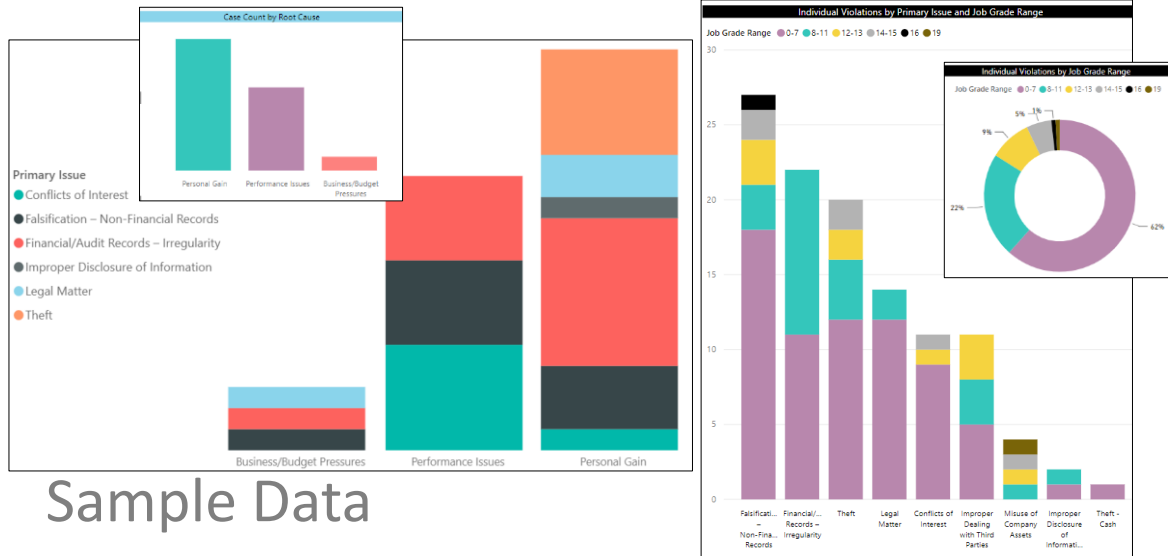 Case Count by Root Cause
Personal Gain
Performance Issues
Business/Budget
Pressures
Primary Issue
Conflicts of Interest
Falsification – Non-Financial Records
Financial/Audit Records – Irregularity
Improper Disclosure of Information
Legal Matter
Theft
Business/Budget Pressures
Performance Issues
Personal Gain
Sample Data
Individual Violations by Primary Issue and Job Grade Range
Job Grade Range 0-7 8-11 12-13 14-15 16 19
30
25
20
15
10
5
0
Falsificati...
–
Non-Fina...
Records
Financial/...
Records –
Irregularity
Theft
Legal
Matter
Conflicts of
Interest
Improper
Dealing
with Third
Parties
Misuse of
Company
Assets
Improper
Disclosure
of
Informati...
Theft -
Cash
Individual Violations by Job Grade Range
Job Grade Range 0-7 8-11 12-13 14-15 16 19
5%
1%
9%
22%
62%